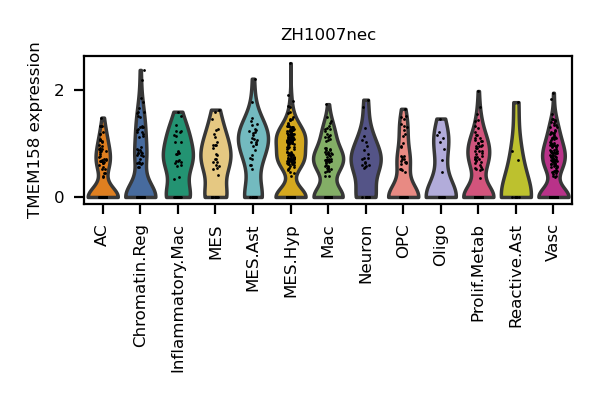 ZH1007nec
TMEM158 expression
2
0
AC
Chromatin.Reg
Inflammatory.Mac
MES
MES.Ast
MES.Hyp
Mac
Neuron
OPC
Oligo
Prolif.Metab
Reactive.Ast
Vasc